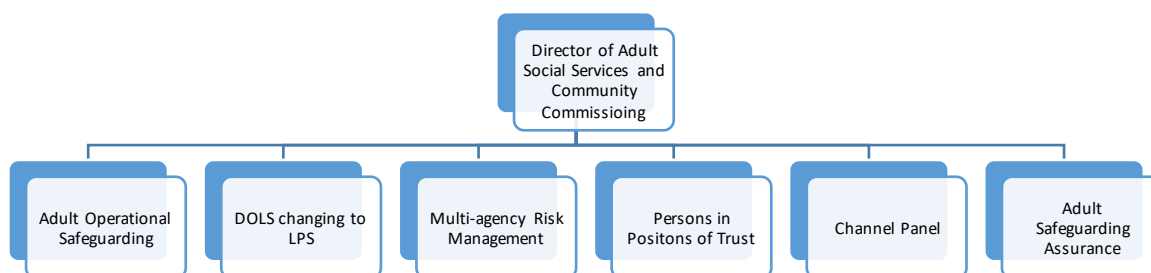 Director of Adult
Social Services and
Community
Commissioing
Adult Operational
Safeguarding
DOLS changing to
LPS
Multi-agency Risk
Management
Persons in
Positons of Trust
Channel Panel
Adult
Safeguarding
Assurance